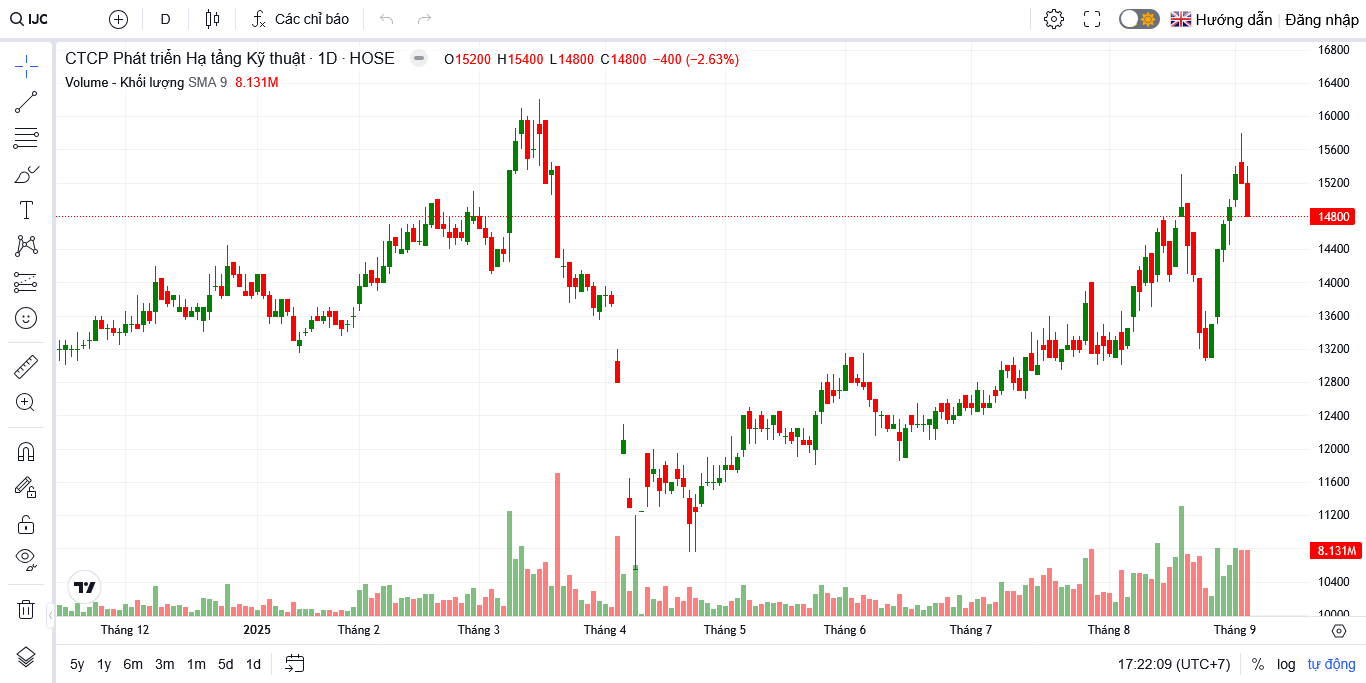 IJC D Các chỉ báo Hướng dẫn Đăng nhập
CTCP Phát triển Hạ tầng Kỹ thuật · 1D · HOSE O15200 H15400 L14800 C14800 −400 (−2.63%)
Volume - Khối lượng SMA 9 8.131M
16800
16400
16000
15600
15200
14800
14400
14000
13600
13200
12800
12400
12000
11600
11200
8.131M
10400
10000
Tháng 12 2025 Tháng 2 Tháng 3 Tháng 4 Tháng 5 Tháng 6 Tháng 7 Tháng 8 Tháng 9
5y 1y 6m 3m 1m 5d 1d 17:22:09 (UTC+7) % log tự động